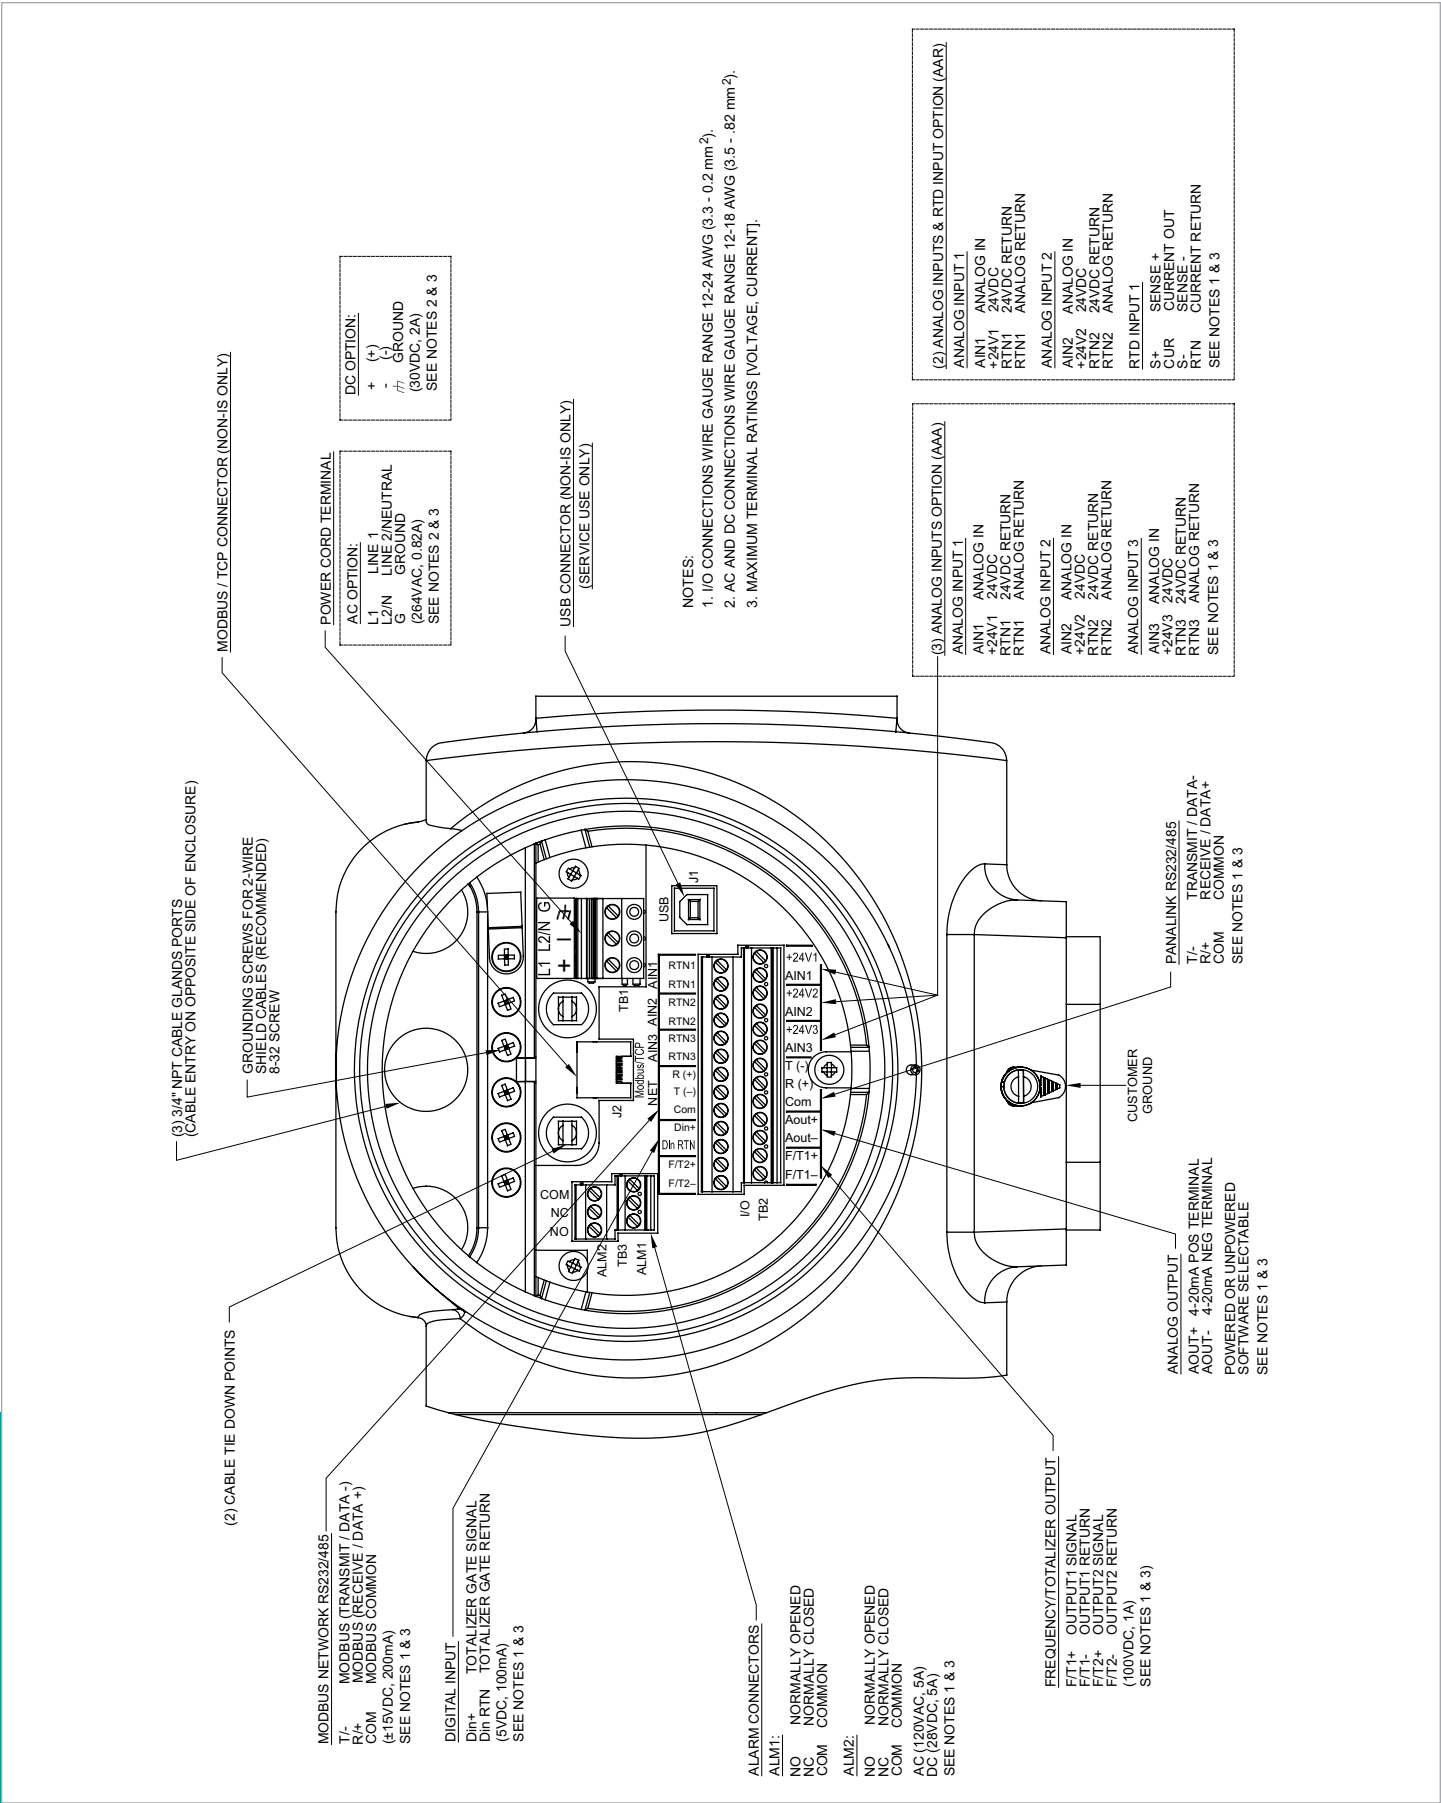 (3) 3/4" NPT CABLE GLANDS PORTS
(CABLE ENTRY ON OPPOSITE SIDE OF ENCLOSURE)
GROUNDING SCREWS FOR 2-WIRE
SHIELD CABLES (RECOMMENDED)
8-32 SCREW
(2) CABLE TIE DOWN POINTS
MODBUS / TCP CONNECTOR (NON-IS ONLY)
POWER CORD TERMINAL
AC OPTION:
L1 LINE 1
L2/N LINE 2/NEUTRAL
G GROUND
(264VAC, 0.82A)
SEE NOTES 2 & 3
DC OPTION:
+ (+)
- (-)
GROUND
(30VDC, 2A)
SEE NOTES 2 & 3
USB CONNECTOR (NON-IS ONLY)
(SERVICE USE ONLY)
NOTES:
1. I/O CONNECTIONS WIRE GAUGE RANGE 12-24 AWG (3.3 - 0.2 mm²).
2. AC AND DC CONNECTIONS WIRE GAUGE RANGE 12-18 AWG (3.5 - .82 mm²).
3. MAXIMUM TERMINAL RATINGS [VOLTAGE, CURRENT].
MODBUS NETWORK RS232/485
T/- MODBUS (TRANSMIT / DATA -)
R/+ MODBUS (RECEIVE / DATA +)
COM MODBUS COMMON
(±15VDC, 200mA)
SEE NOTES 1 & 3
DIGITAL INPUT
Din+ TOTALIZER GATE SIGNAL
Din RTN TOTALIZER GATE RETURN
(5VDC, 100mA)
SEE NOTES 1 & 3
ALARM CONNECTORS
ALM1:
NO NORMALLY OPENED
NC NORMALLY CLOSED
COM COMMON
ALM2:
NO NORMALLY OPENED
NC NORMALLY CLOSED
COM COMMON
AC (120VAC, 5A)
DC (28VDC, 5A)
SEE NOTES 1 & 3
L1 L2/N G
+ –
TB1
COM
NC
NO
ALM2
TB3
ALM1
J2
Modbus/TCP
USB
J1
NET
AIN3
AIN2
AIN1
F/T2–
F/T2+
DIn RTN
Din+
Com
T (–)
R (+)
RTN3
RTN3
RTN2
RTN2
RTN1
RTN1
I/O
TB2
F/T1–
F/T1+
Aout–
Aout+
Com
R (+)
T (-)
AIN3
+24V3
AIN2
+24V2
AIN1
+24V1
FREQUENCY/TOTALIZER OUTPUT
F/T1+ OUTPUT1 SIGNAL
F/T1- OUTPUT1 RETURN
F/T2+ OUTPUT2 SIGNAL
F/T2- OUTPUT2 RETURN
(100VDC, 1A)
SEE NOTES 1 & 3)
ANALOG OUTPUT
AOUT+ 4-20mA POS TERMINAL
AOUT- 4-20mA NEG TERMINAL
POWERED OR UNPOWERED
SOFTWARE SELECTABLE
SEE NOTES 1 & 3
CUSTOMER
GROUND
PANALINK RS232/485
T/- TRANSMIT / DATA-
R/+ RECEIVE / DATA+
COM COMMON
SEE NOTES 1 & 3
(3) ANALOG INPUTS OPTION (AAA)
ANALOG INPUT 1
AIN1 ANALOG IN
+24V1 24VDC
RTN1 24VDC RETURN
RTN1 ANALOG RETURN
ANALOG INPUT 2
AIN2 ANALOG IN
+24V2 24VDC
RTN2 24VDC RETURN
RTN2 ANALOG RETURN
ANALOG INPUT 3
AIN3 ANALOG IN
+24V3 24VDC
RTN3 24VDC RETURN
RTN3 ANALOG RETURN
SEE NOTES 1 & 3
(2) ANALOG INPUTS & RTD INPUT OPTION (AAR)
ANALOG INPUT 1
AIN1 ANALOG IN
+24V1 24VDC
RTN1 24VDC RETURN
RTN1 ANALOG RETURN
ANALOG INPUT 2
AIN2 ANALOG IN
+24V2 24VDC
RTN2 24VDC RETURN
RTN2 ANALOG RETURN
RTD INPUT 1
S+ SENSE +
CUR CURRENT OUT
S- SENSE -
RTN CURRENT RETURN
SEE NOTES 1 & 3